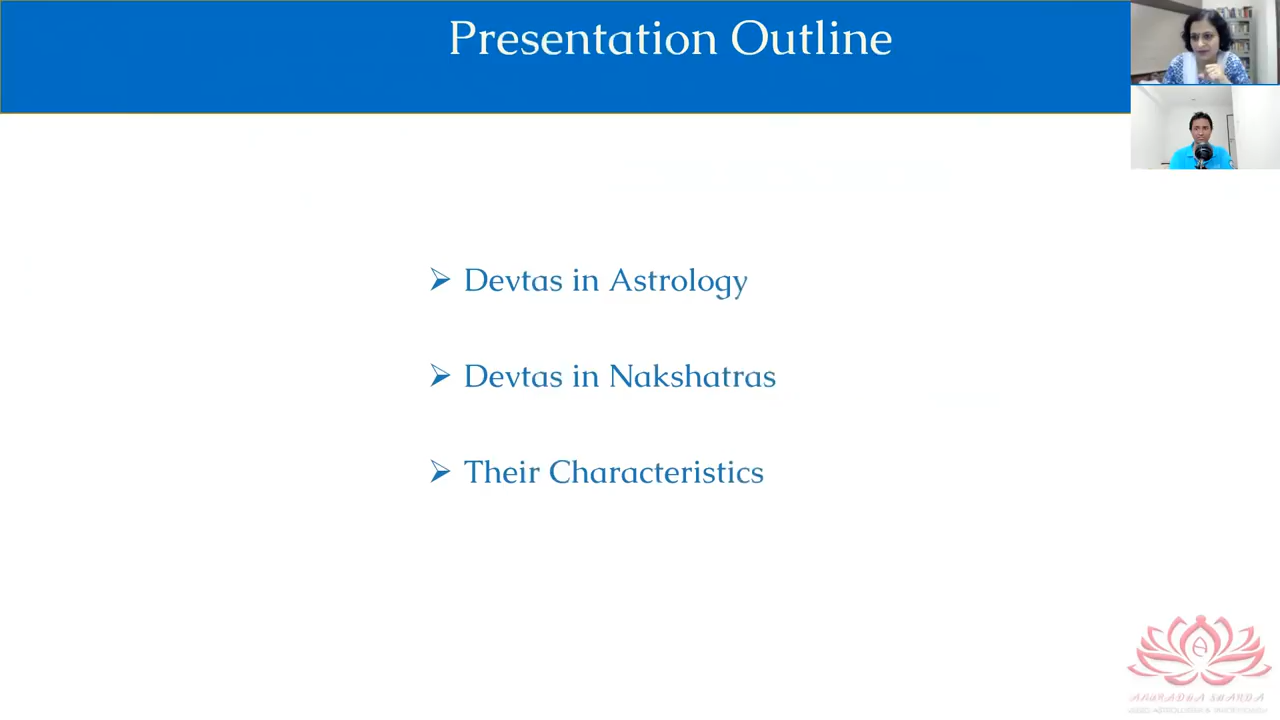 Presentation Outline
➢ Devtas in Astrology
➢ Devtas in Nakshatras
➢ Their Characteristics